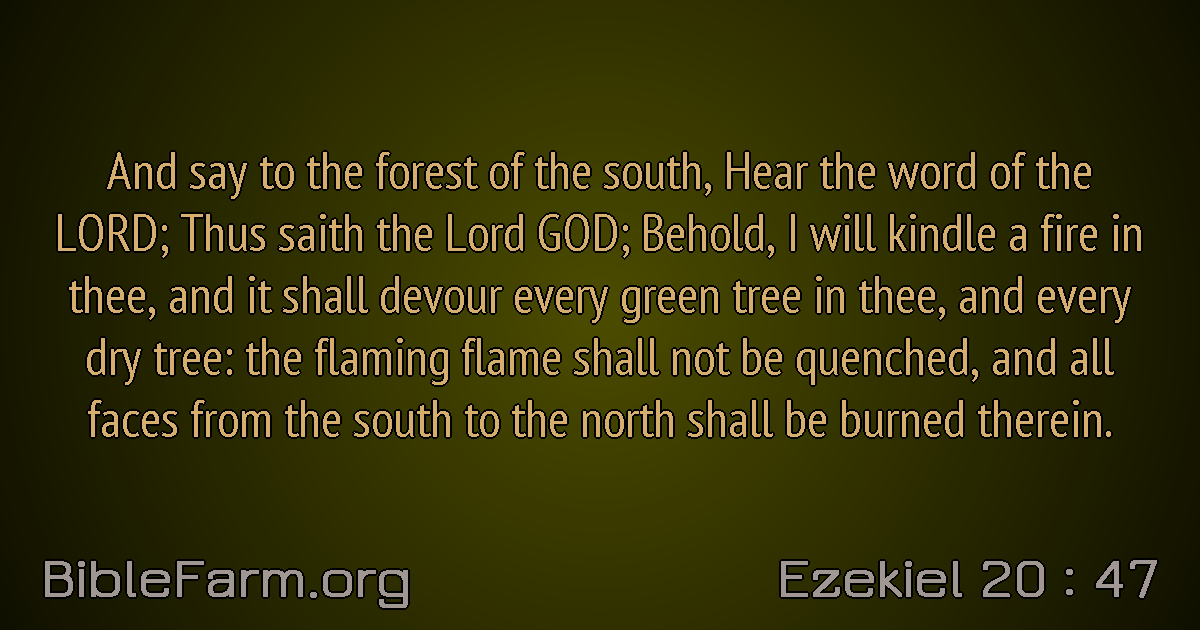 And say to the forest of the south, Hear the word of the
LORD; Thus saith the Lord GOD; Behold, I will kindle a fire in
thee, and it shall devour every green tree in thee, and every
dry tree: the flaming flame shall not be quenched, and all
faces from the south to the north shall be burned therein.
BibleFarm.org
Ezekiel 20 : 47